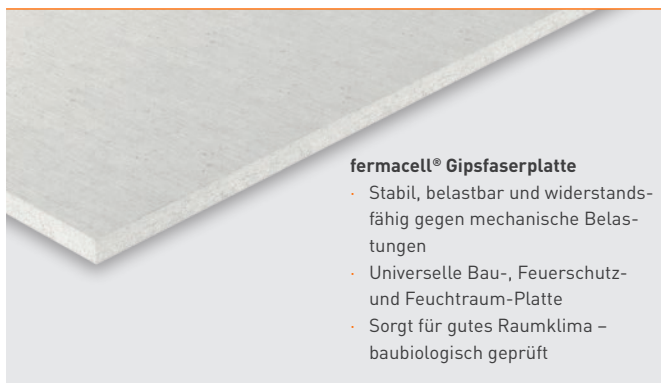 fermacell® Gipsfaserplatte
· Stabil, belastbar und widerstands-
fähig gegen mechanische Belas-
tungen
· Universelle Bau-, Feuerschutz-
und Feuchtraum-Platte
· Sorgt für gutes Raumklima –
baubiologisch geprüft